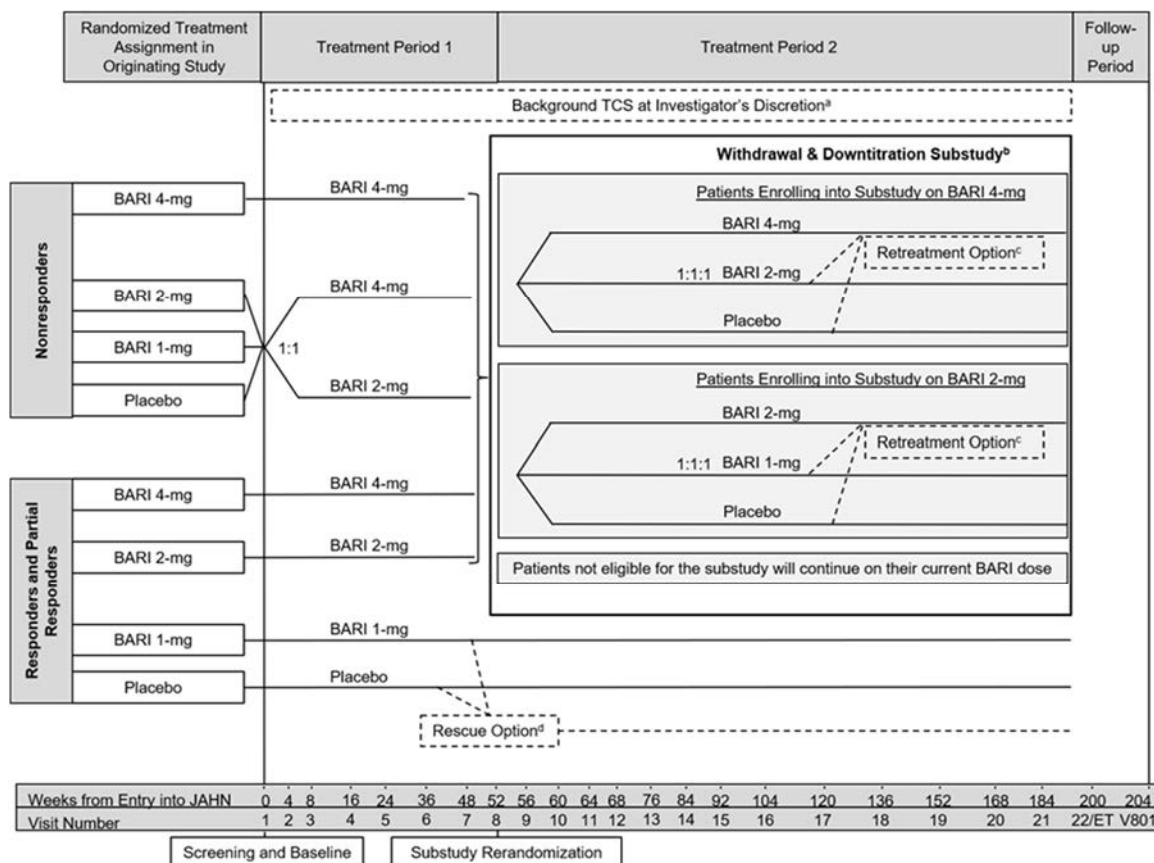 Randomized Treatment
Assignment in
Originating Study
Treatment Period 1
Treatment Period 2
Follow-
up
Period
Background TCS at Investigator's Discretionᵃ
Nonresponders
BARI 4-mg
BARI 2-mg
BARI 1-mg
Placebo
BARI 4-mg
BARI 4-mg
1:1
BARI 2-mg
Responders and Partial
Responders
BARI 4-mg
BARI 2-mg
BARI 1-mg
Placebo
BARI 4-mg
BARI 2-mg
BARI 1-mg
Placebo
Rescue Optionᵈ
Withdrawal & Downtitration Substudyᵇ
Patients Enrolling into Substudy on BARI 4-mg
BARI 4-mg
Retreatment Optionᶜ
1:1:1 BARI 2-mg
Placebo
Patients Enrolling into Substudy on BARI 2-mg
BARI 2-mg
Retreatment Optionᶜ
1:1:1 BARI 1-mg
Placebo
Patients not eligible for the substudy will continue on their current BARI dose
Weeks from Entry into JAHN 0 4 8 16 24 36 48 52 56 60 64 68 76 84 92 104 120 136 152 168 184 200 204
Visit Number 1 2 3 4 5 6 7 8 9 10 11 12 13 14 15 16 17 18 19 20 21 22/ET V801
Screening and Baseline
Substudy Rerandomization